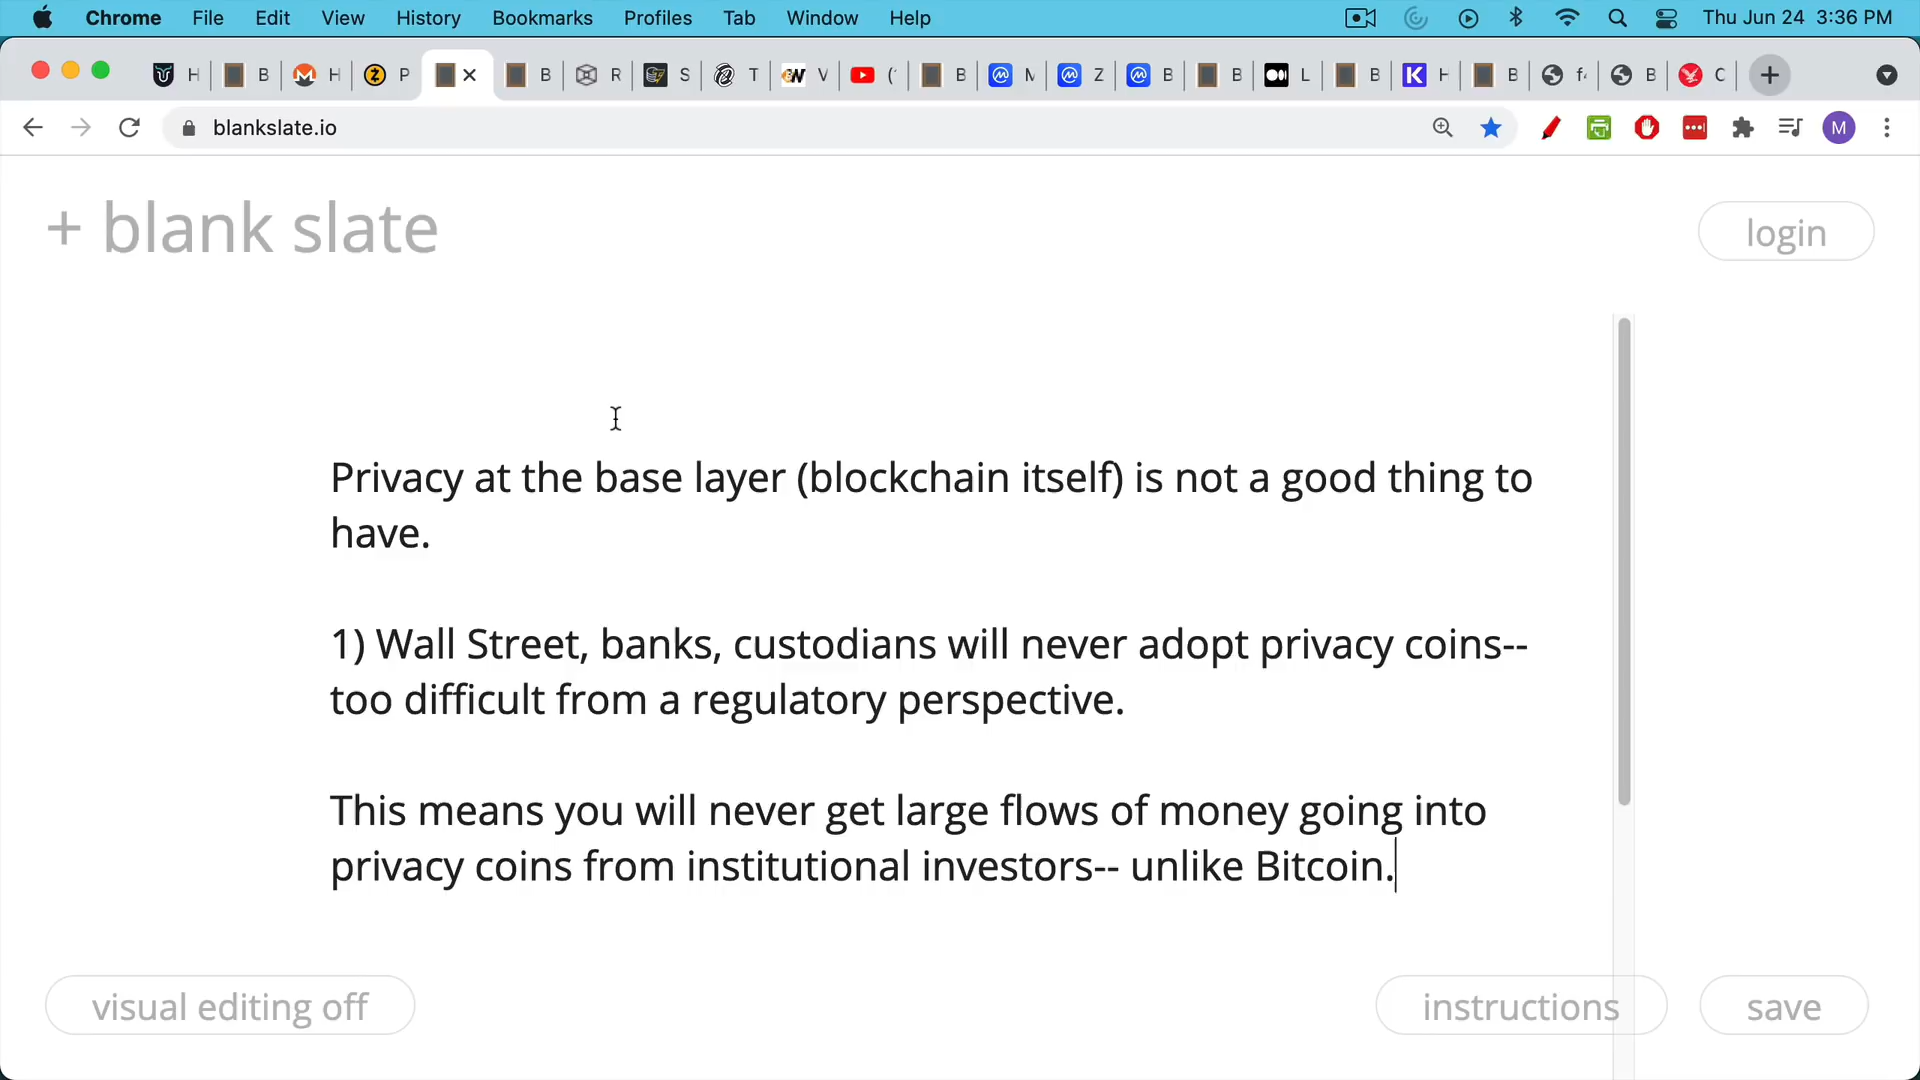 Chrome File Edit View History Bookmarks Profiles Tab Window Help Thu Jun 24 3:36 PM
H B H P B R S T V ( B M Z B B L B H B f B C
blankslate.io M
+ blank slate
login
Privacy at the base layer (blockchain itself) is not a good thing to
have.
1) Wall Street, banks, custodians will never adopt privacy coins--
too difficult from a regulatory perspective.
This means you will never get large flows of money going into
privacy coins from institutional investors-- unlike Bitcoin.
visual editing off
instructions
save